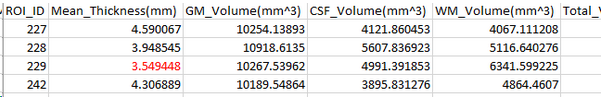 ROI_ID Mean_Thickness(mm) GM_Volume(mm^3) CSF_Volume(mm^3) WM_Volume(mm^3) Total_
227 4.590067 10254.13893 4121.860453 4067.111208
228 3.948545 10918.6135 5607.836923 5116.640276
229 3.549448 10267.53962 4991.391853 6341.599225
242 4.306889 10189.54864 3895.831276 4864.4607